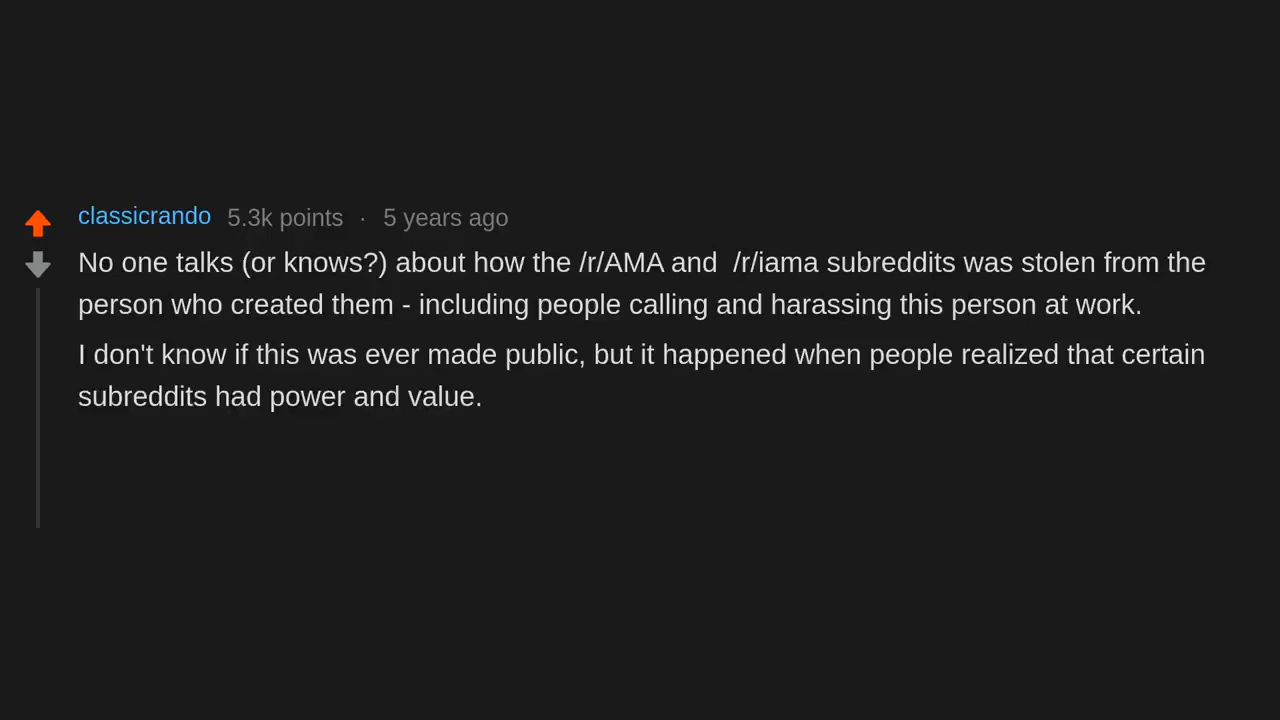 classicrando 5.3k points · 5 years ago
No one talks (or knows?) about how the /r/AMA and /r/iama subreddits was stolen from the
person who created them - including people calling and harassing this person at work.
I don't know if this was ever made public, but it happened when people realized that certain
subreddits had power and value.